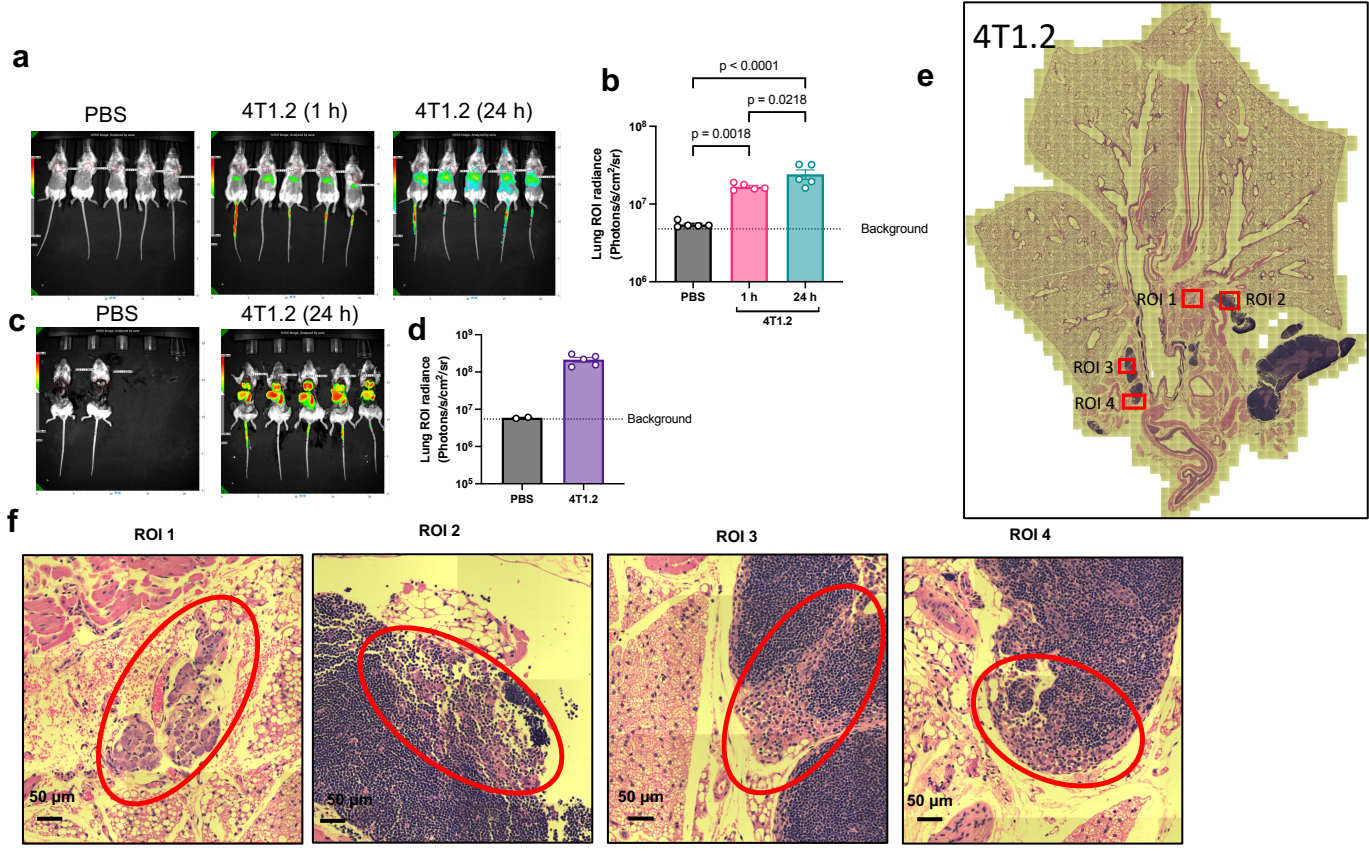 a
PBS
4T1.2 (1 h)
4T1.2 (24 h)
b
p < 0.0001
p = 0.0218
p = 0.0018
Lung ROI radiance
(Photons/s/cm²/sr)
10⁸
10⁷
10⁶
Background
PBS
1 h
24 h
4T1.2
c
PBS
4T1.2 (24 h)
d
Lung ROI radiance
(Photons/s/cm²/sr)
10⁹
10⁸
10⁷
10⁶
10⁵
Background
PBS
4T1.2
e
4T1.2
ROI 1
ROI 2
ROI 3
ROI 4
f
ROI 1
ROI 2
ROI 3
ROI 4
50 µm
50 µm
50 µm
50 µm